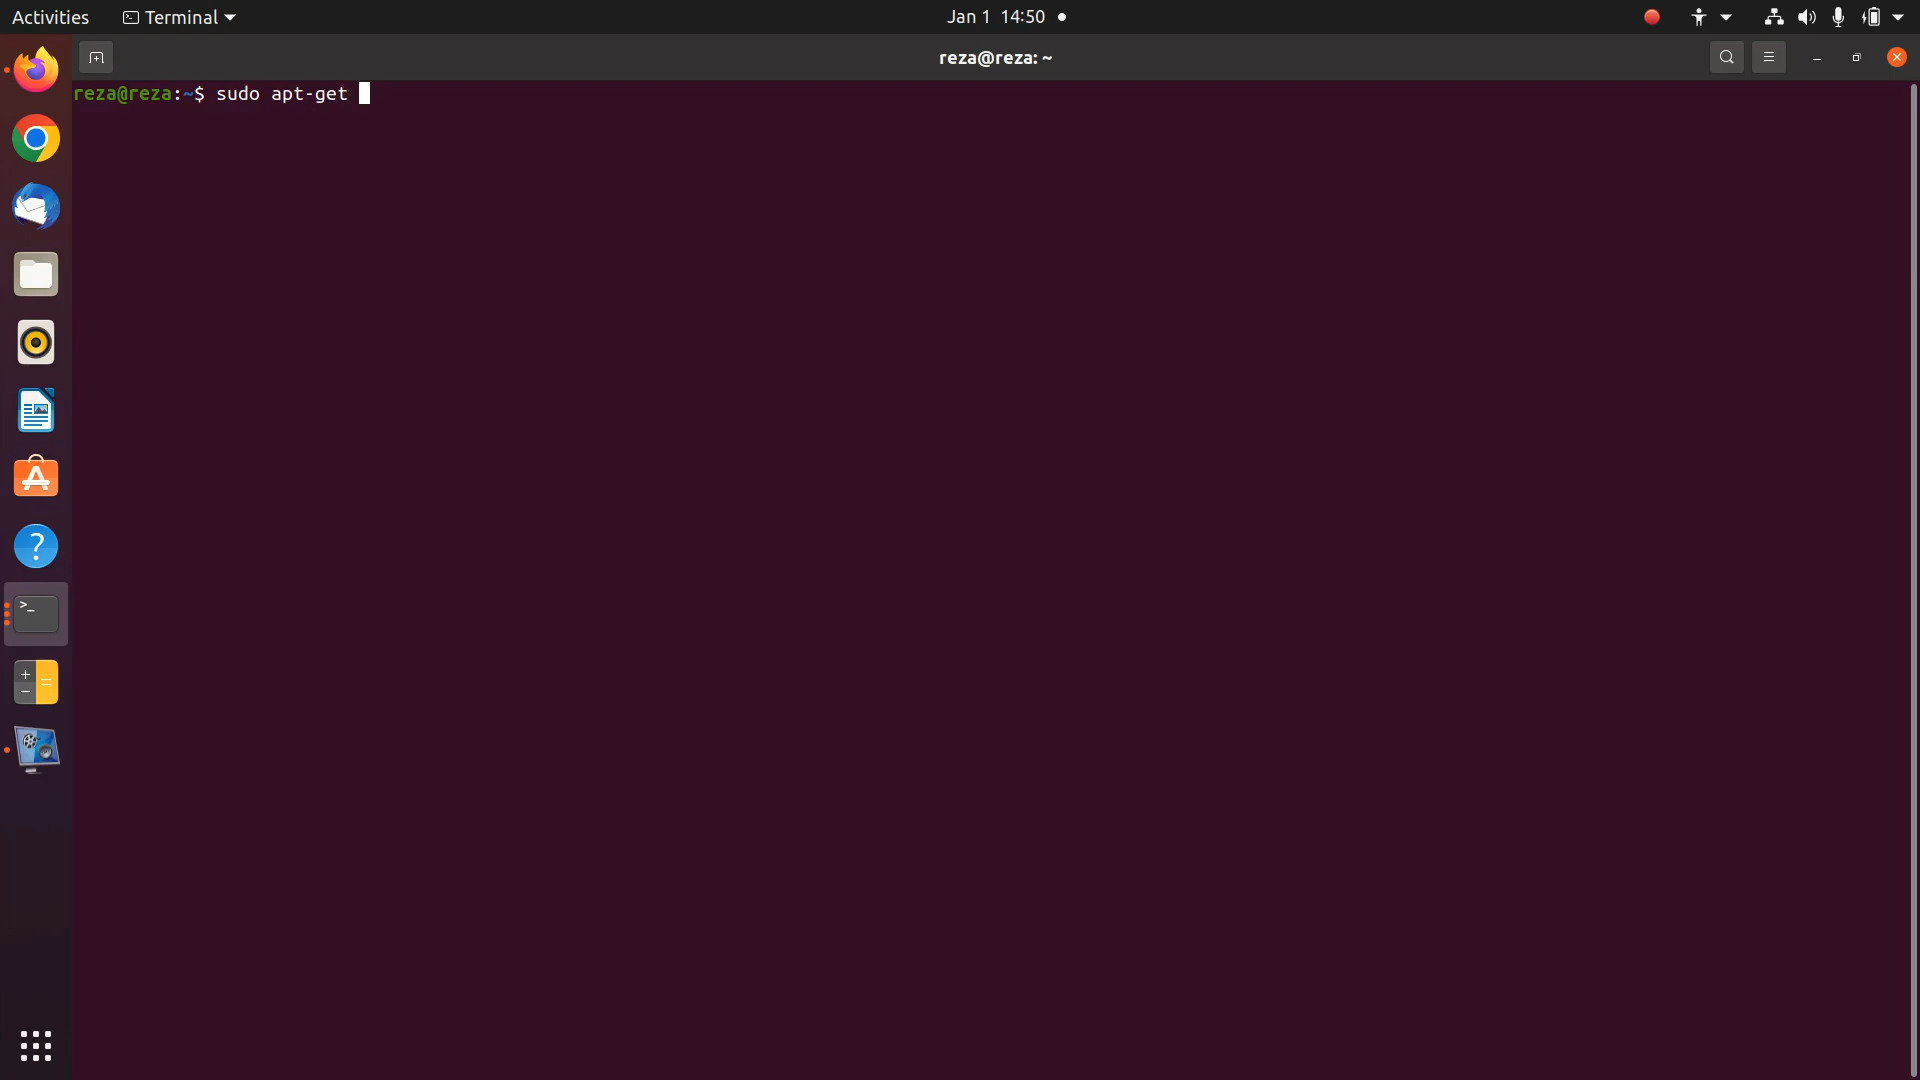 Activities Terminal Jan 1 14:50
reza@reza: ~
reza@reza:~$ sudo apt-get